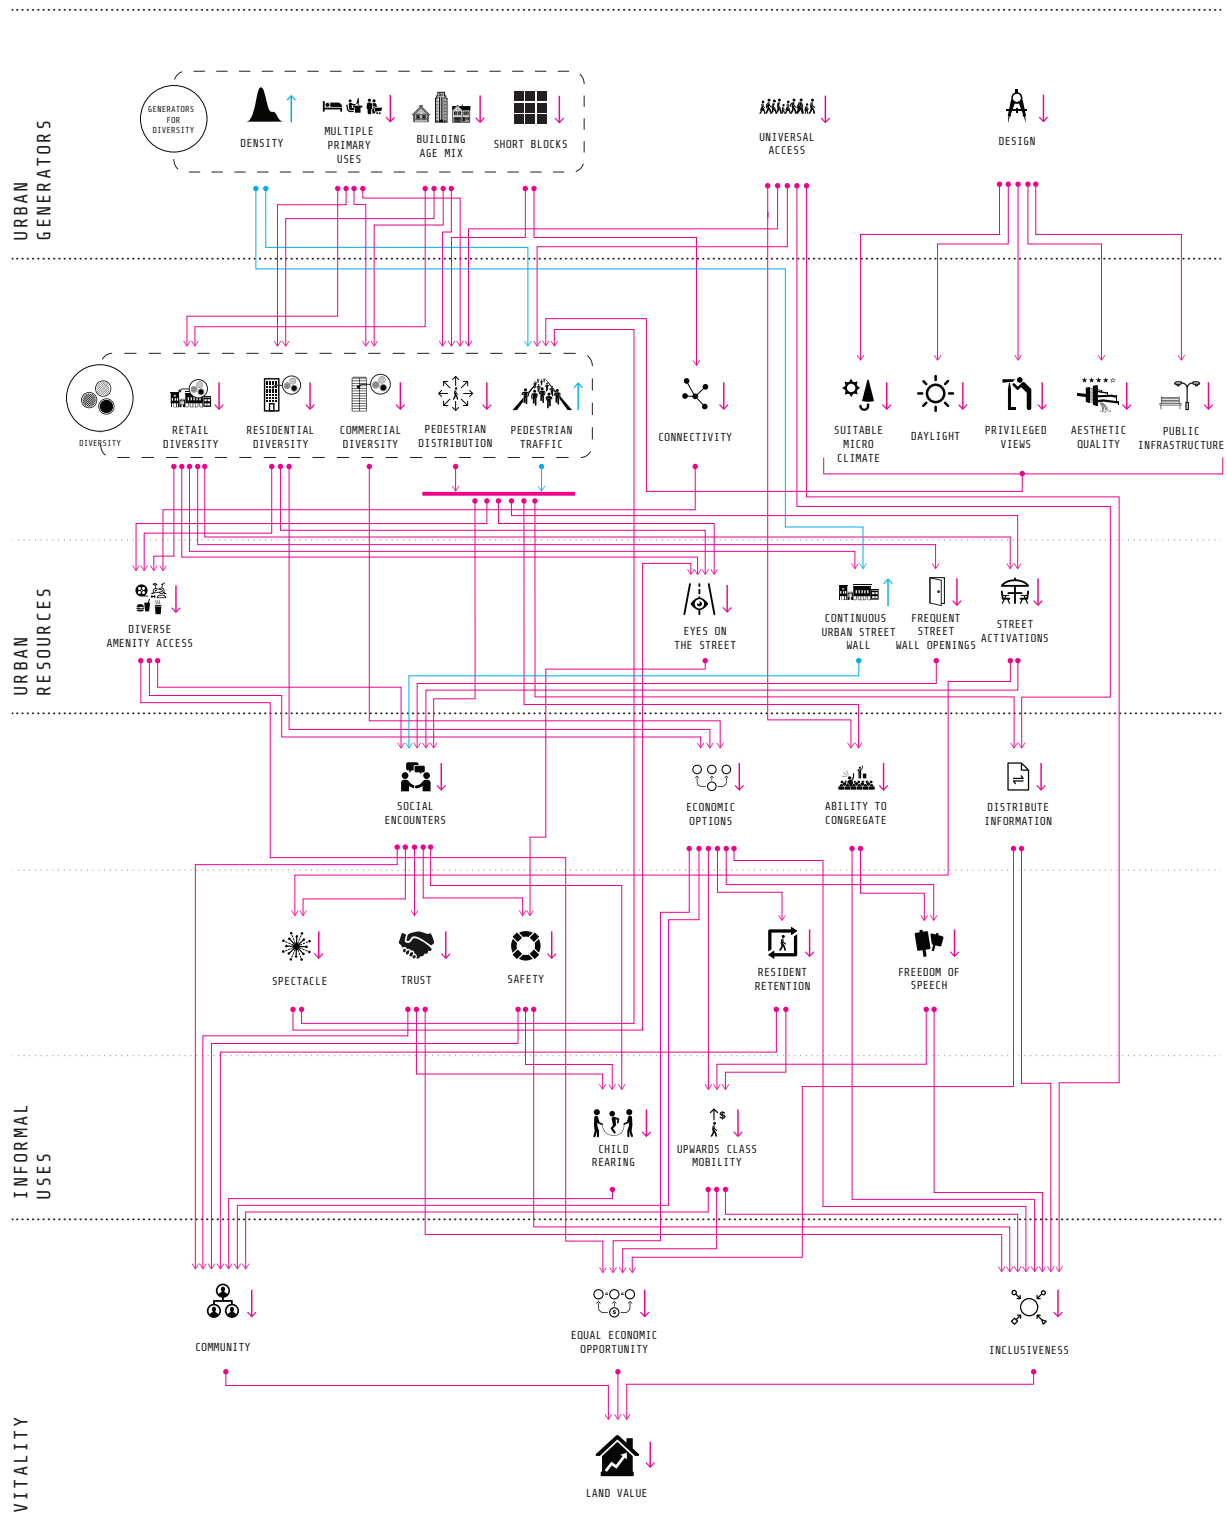 URBAN
GENERATORS
GENERATORS
FOR
DIVERSITY
DENSITY
MULTIPLE
PRIMARY
USES
BUILDING
AGE MIX
SHORT BLOCKS
UNIVERSAL
ACCESS
DESIGN
DIVERSITY
RETAIL
DIVERSITY
RESIDENTIAL
DIVERSITY
COMMERCIAL
DIVERSITY
PEDESTRIAN
DISTRIBUTION
PEDESTRIAN
TRAFFIC
CONNECTIVITY
SUITABLE
MICRO
CLIMATE
DAYLIGHT
PRIVILEGED
VIEWS
AESTHETIC
QUALITY
PUBLIC
INFRASTRUCTURE
URBAN
RESOURCES
DIVERSE
AMENITY ACCESS
EYES ON
THE STREET
CONTINUOUS
URBAN STREET
WALL
FREQUENT
STREET
WALL OPENINGS
STREET
ACTIVATIONS
SOCIAL
ENCOUNTERS
ECONOMIC
OPTIONS
ABILITY TO
CONGREGATE
DISTRIBUTE
INFORMATION
SPECTACLE
TRUST
SAFETY
RESIDENT
RETENTION
FREEDOM OF
SPEECH
INFORMAL
USES
CHILD
REARING
$
UPWARDS CLASS
MOBILITY
COMMUNITY
$
EQUAL ECONOMIC
OPPORTUNITY
INCLUSIVENESS
VITALITY
LAND VALUE